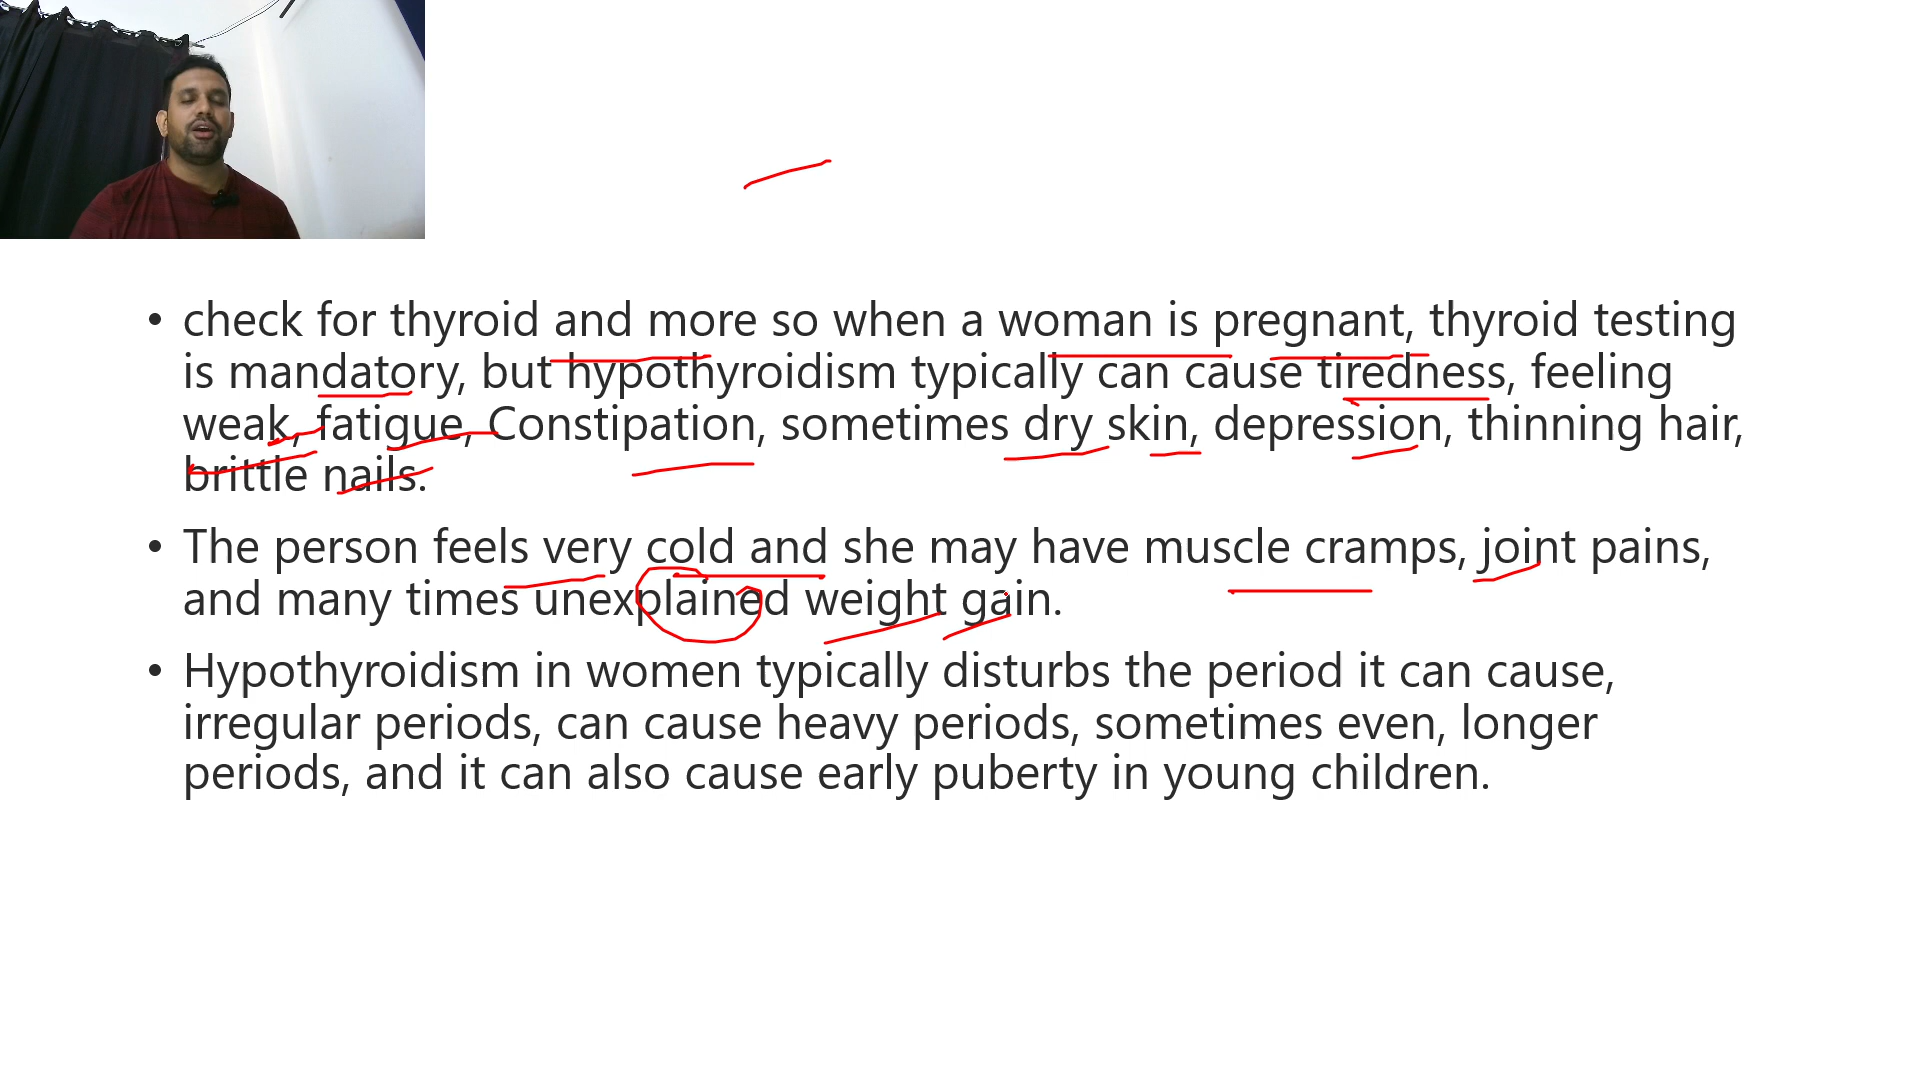 • check for thyroid and more so when a woman is pregnant, thyroid testing
is mandatory, but hypothyroidism typically can cause tiredness, feeling
weak, fatigue, Constipation, sometimes dry skin, depression, thinning hair,
brittle nails.
• The person feels very cold and she may have muscle cramps, joint pains,
and many times unexplained weight gain.
• Hypothyroidism in women typically disturbs the period it can cause,
irregular periods, can cause heavy periods, sometimes even, longer
periods, and it can also cause early puberty in young children.